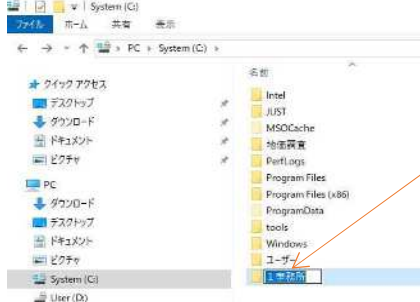 System (C:)
ファイル ホーム 共有 表示
PC › System (C:) ›
名前
クイック アクセス
デスクトップ
ダウンロード
ドキュメント
ピクチャ
PC
ダウンロード
デスクトップ
ドキュメント
ピクチャ
System (C:)
User (D:)
Intel
JUST
MSOCache
地価調査
PerfLogs
Program Files
Program Files (x86)
ProgramData
tools
Windows
ユーザー
1事務所